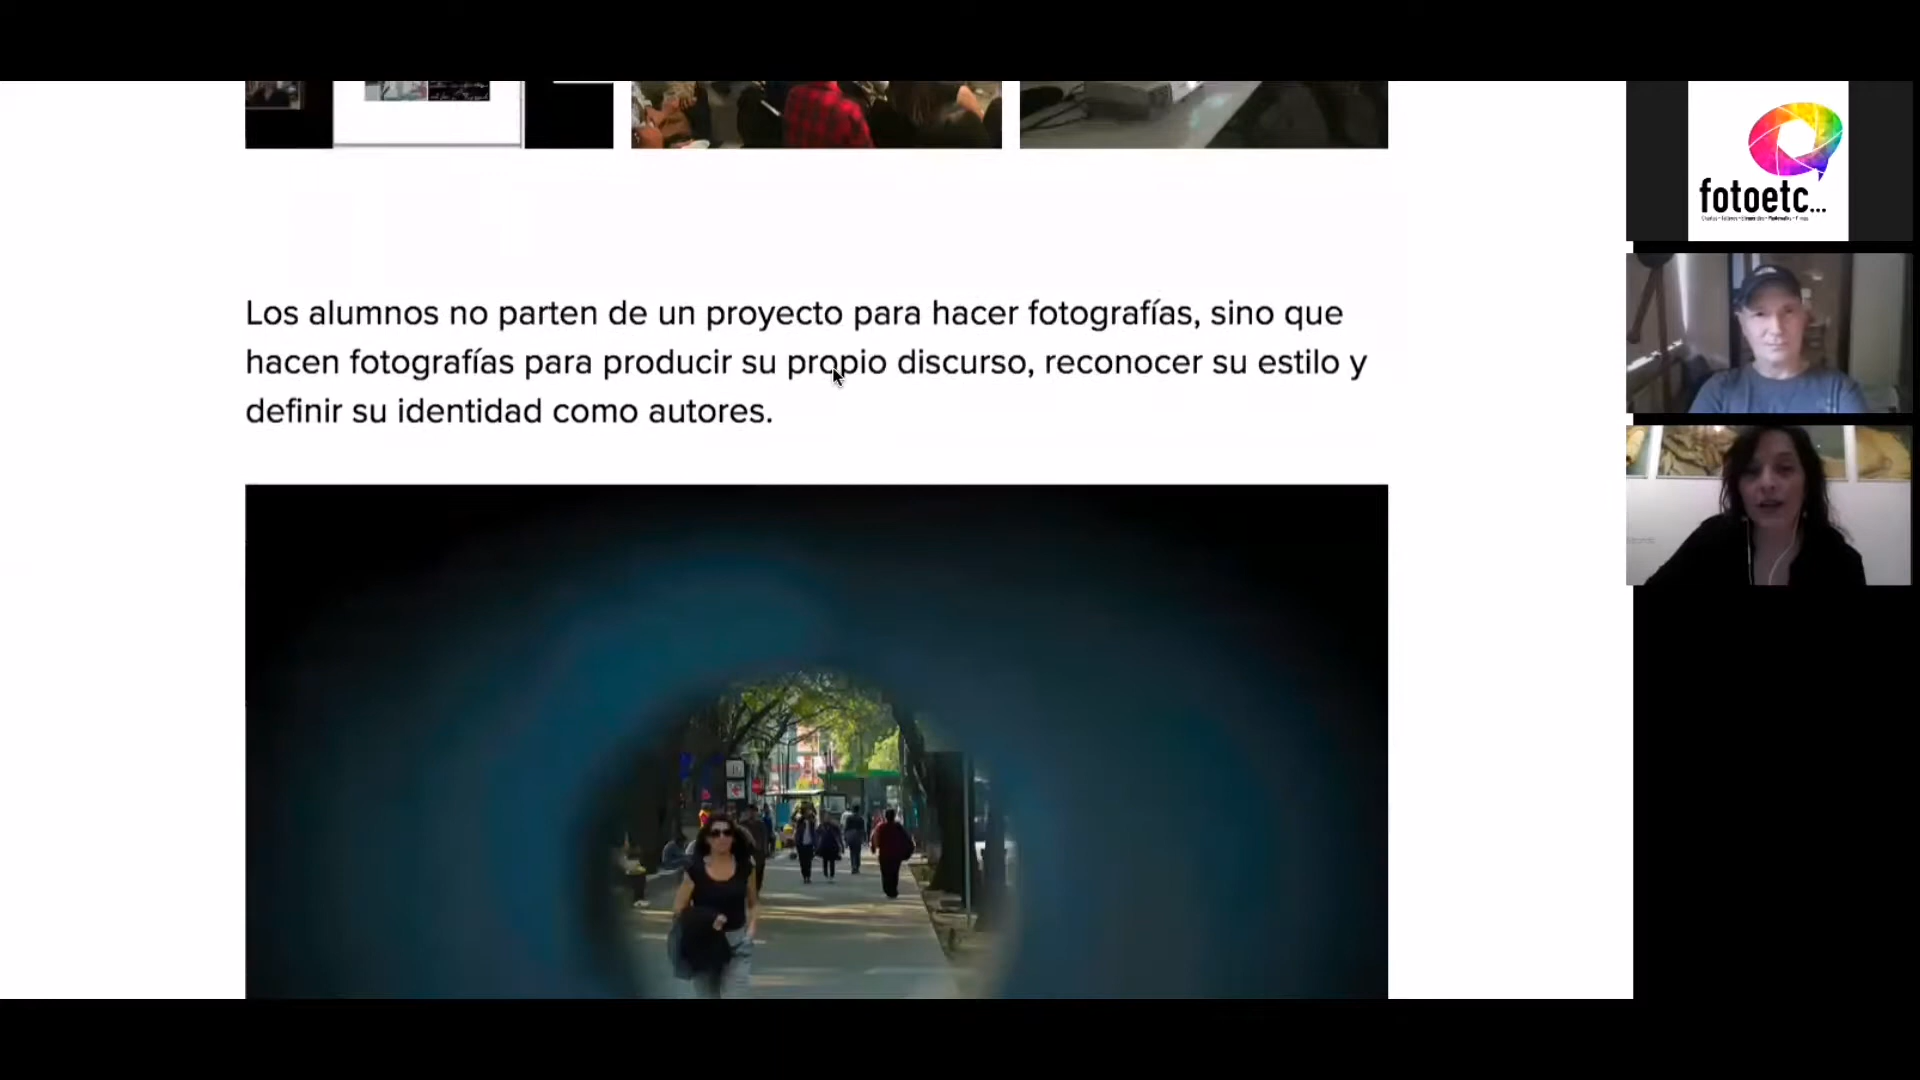 Los alumnos no parten de un proyecto para hacer fotografías, sino que
hacen fotografías para producir su propio discurso, reconocer su estilo y
definir su identidad como autores.
fotoetc...